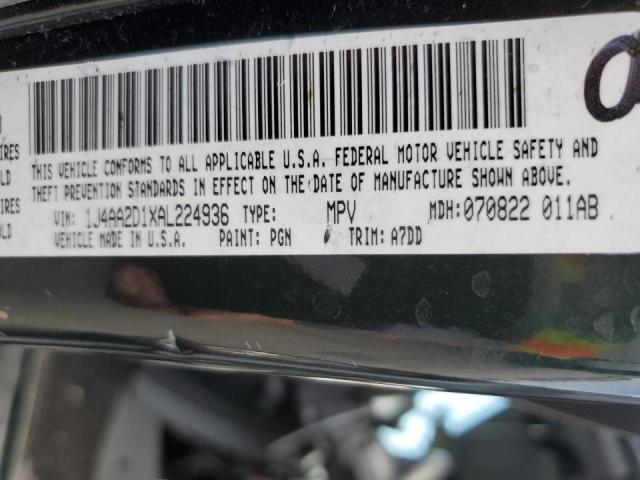 THIS VEHICLE CONFORMS TO ALL APPLICABLE U.S.A. FEDERAL MOTOR VEHICLE SAFETY AND
THEFT PREVENTION STANDARDS IN EFFECT ON THE DATE OF MANUFACTURE SHOWN ABOVE.
VIN: 1J4AA2D1XAL224936 TYPE: MPV MDH:070822 011AB
VEHICLE MADE IN U.S.A. PAINT: PGN TRIM: A7DD